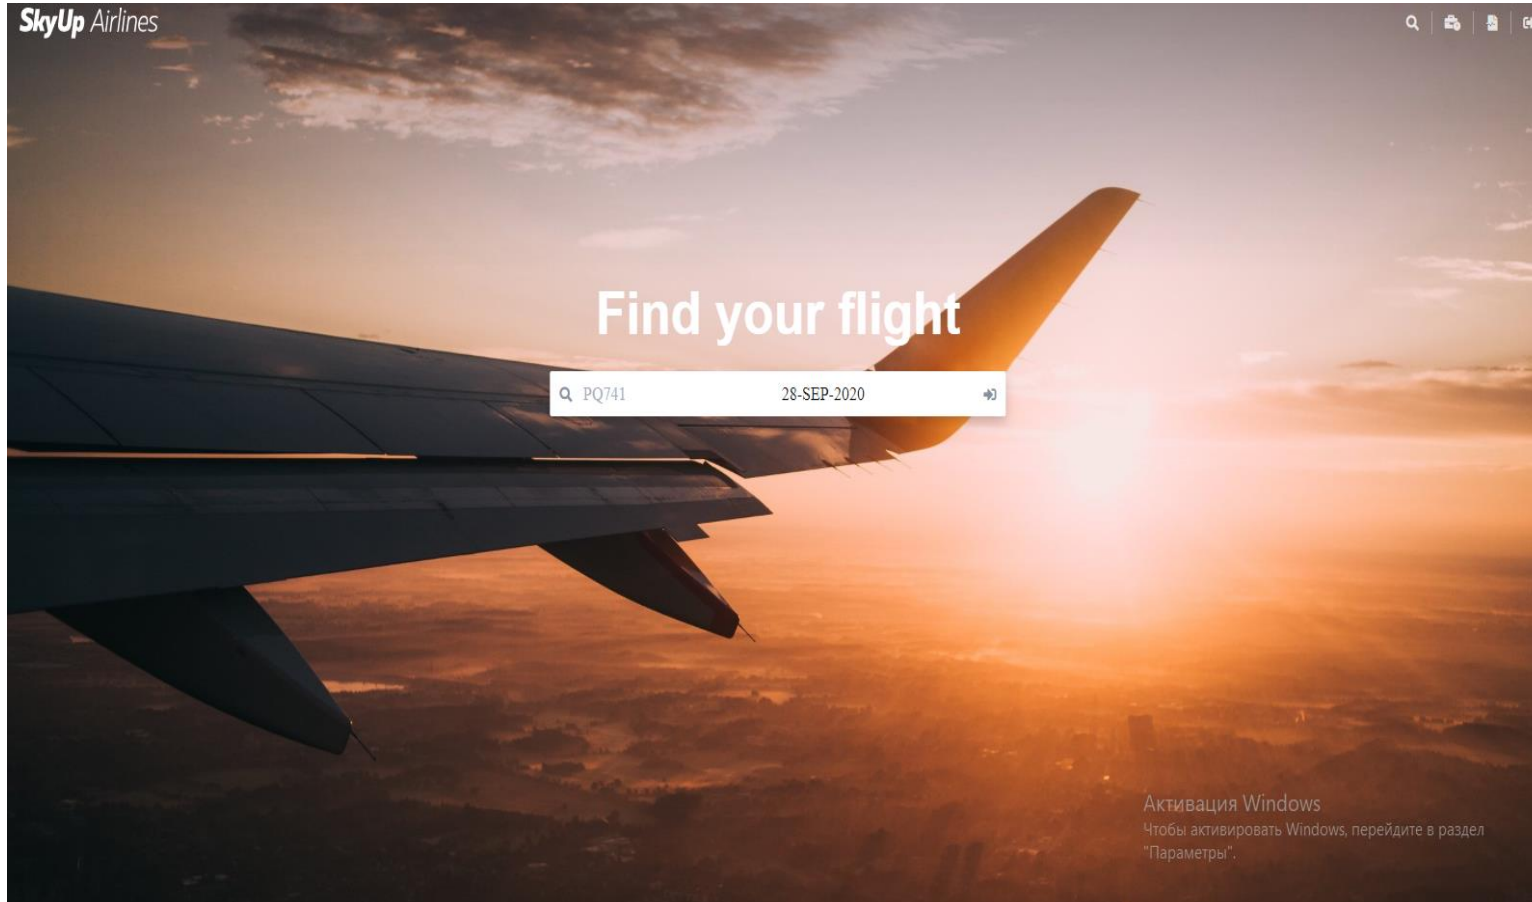 SkyUp Airlines
Find your flight
PQ741 28-SEP-2020
Активация Windows
Чтобы активировать Windows, перейдите в раздел
"Параметры".